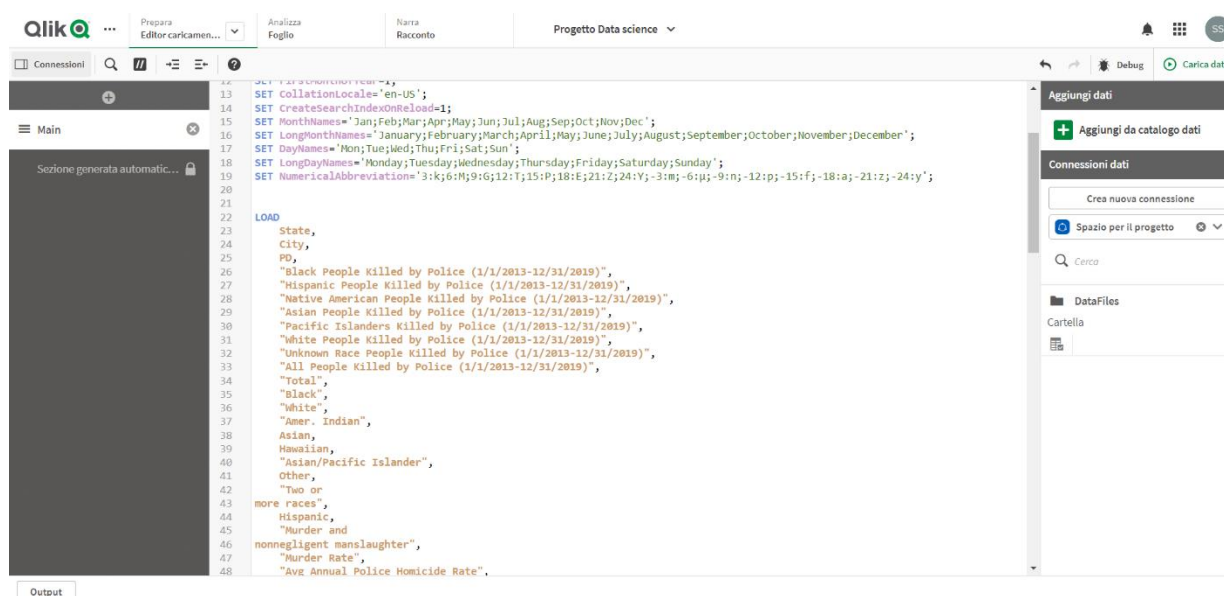 Qlik
...
Prepara
Editor caricamen...
Analizza
Foglio
Narra
Racconto
Progetto Data science
SS
Connessioni
Debug
Carica dat
Main
Sezione generata automatic...
12 SET FirstMonthOfYear=1;
13 SET CollationLocale='en-US';
14 SET CreateSearchIndexOnReload=1;
15 SET MonthNames='Jan;Feb;Mar;Apr;May;Jun;Jul;Aug;Sep;Oct;Nov;Dec';
16 SET LongMonthNames='January;February;March;April;May;June;July;August;September;October;November;December';
17 SET DayNames='Mon;Tue;Wed;Thu;Fri;Sat;Sun';
18 SET LongDayNames='Monday;Tuesday;Wednesday;Thursday;Friday;Saturday;Sunday';
19 SET NumericalAbbreviation='3:k;6:M;9:G;12:T;15:P;18:E;21:Z;24:Y;-3:m;-6:μ;-9:n;-12:p;-15:f;-18:a;-21:z;-24:y';
20
21
22 LOAD
23 State,
24 City,
25 PD,
26 "Black People Killed by Police (1/1/2013-12/31/2019)",
27 "Hispanic People Killed by Police (1/1/2013-12/31/2019)",
28 "Native American People Killed by Police (1/1/2013-12/31/2019)",
29 "Asian People Killed by Police (1/1/2013-12/31/2019)",
30 "Pacific Islanders Killed by Police (1/1/2013-12/31/2019)",
31 "White People Killed by Police (1/1/2013-12/31/2019)",
32 "Unknown Race People Killed by Police (1/1/2013-12/31/2019)",
33 "All People Killed by Police (1/1/2013-12/31/2019)",
34 "Total",
35 "Black",
36 "White",
37 "Amer. Indian",
38 Asian,
39 Hawaiian,
40 "Asian/Pacific Islander",
41 Other,
42 "Two or
43 more races",
44 Hispanic,
45 "Murder and
46 nonnegligent manslaughter",
47 "Murder Rate",
48 "Avg Annual Police Homicide Rate",
Aggiungi dati
Aggiungi da catalogo dati
Connessioni dati
Crea nuova connessione
Spazio per il progetto
Cerca
DataFiles
Cartella
Output